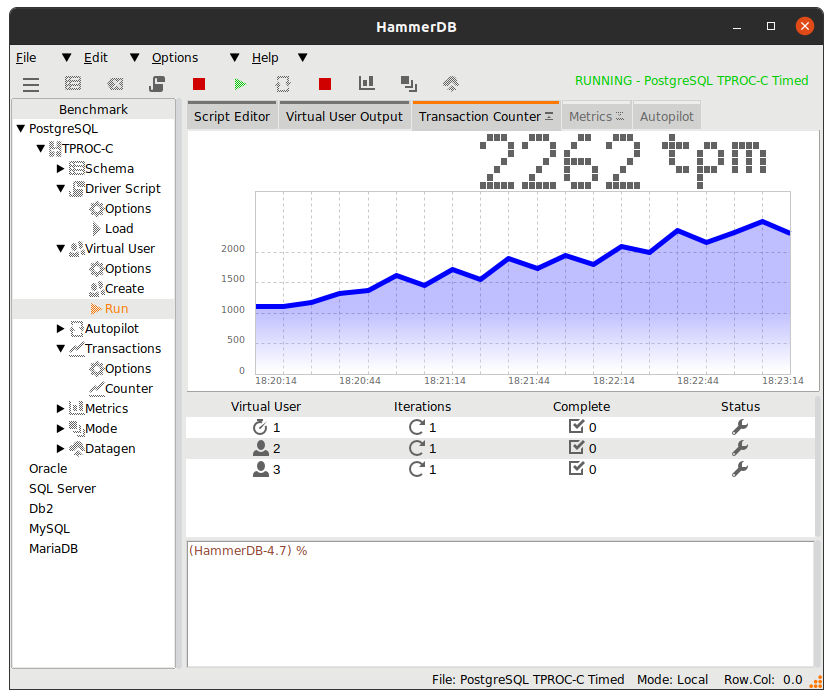 HammerDB
File Edit Options Help
RUNNING - PostgreSQL TPROC-C Timed
Benchmark
PostgreSQL
TPROC-C
Schema
Driver Script
Options
Load
Virtual User
Options
Create
Run
Autopilot
Transactions
Options
Counter
Metrics
Mode
Datagen
Oracle
SQL Server
Db2
MySQL
MariaDB
Script Editor Virtual User Output Transaction Counter Metrics Autopilot
2262 tpm
2000
1500
1000
500
0
18:20:14 18:20:44 18:21:14 18:21:44 18:22:14 18:22:44 18:23:14
Virtual User Iterations Complete Status
1 1 0
2 1 0
3 1 0
(HammerDB-4.7) %
File: PostgreSQL TPROC-C Timed Mode: Local Row.Col: 0.0